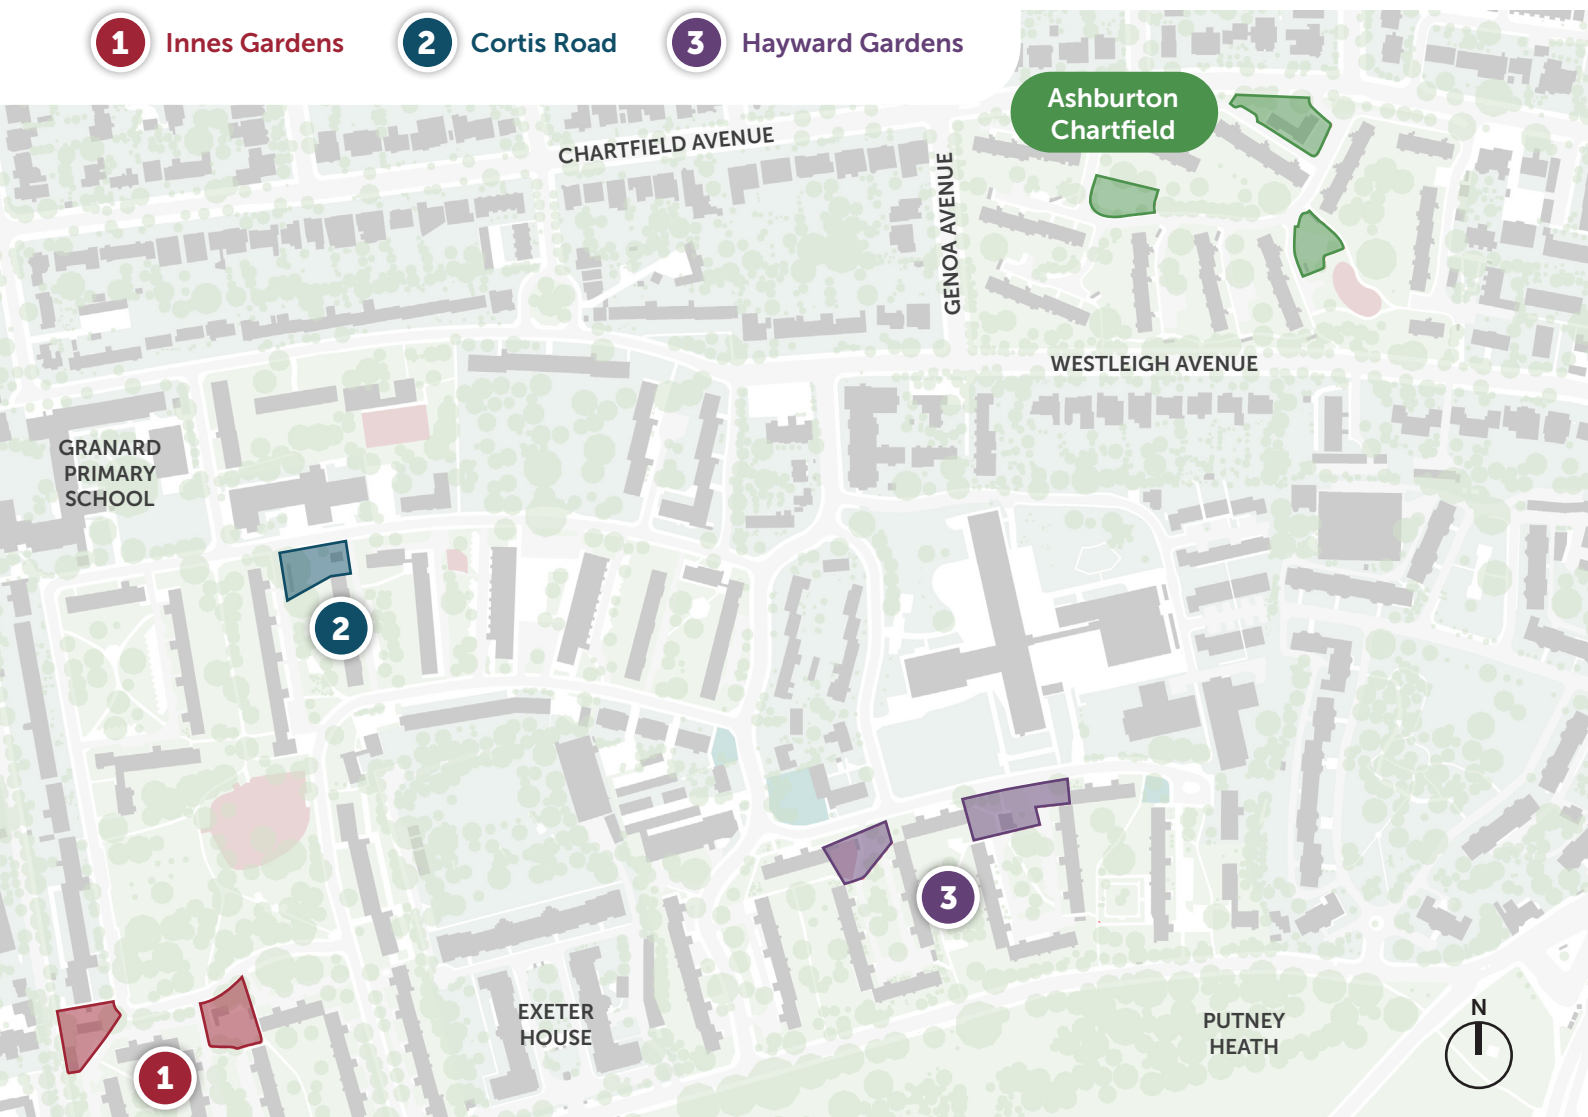 1 Innes Gardens
2 Cortis Road
3 Hayward Gardens
Ashburton
Chartfield
CHARTFIELD AVENUE
GENOA AVENUE
WESTLEIGH AVENUE
GRANARD
PRIMARY
SCHOOL
2
3
EXETER
HOUSE
PUTNEY
HEATH
N
1